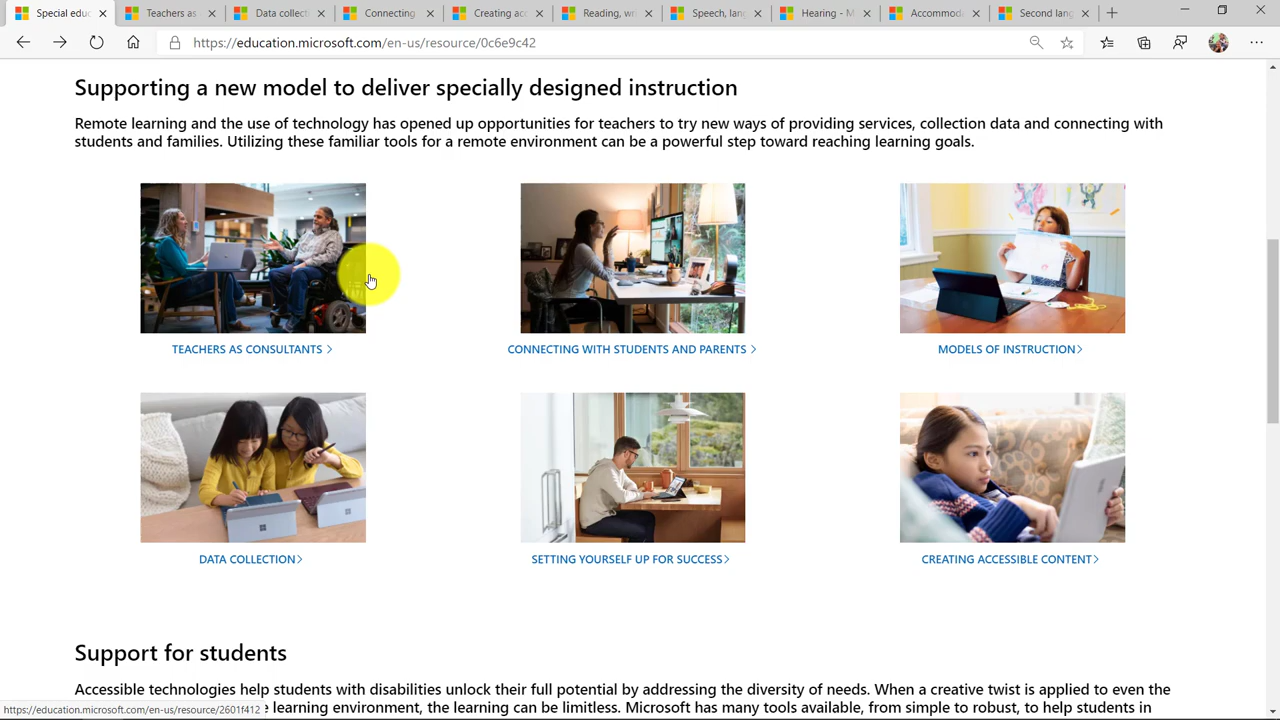 Special educ
Teachers as
Data collecti
Connecting
Creating acc
Reading, wri
Speech, lang
Hearing - M
Accommoda
Second lang
https://education.microsoft.com/en-us/resource/0c6e9c42
Supporting a new model to deliver specially designed instruction
Remote learning and the use of technology has opened up opportunities for teachers to try new ways of providing services, collection data and connecting with
students and families. Utilizing these familiar tools for a remote environment can be a powerful step toward reaching learning goals.
TEACHERS AS CONSULTANTS >
CONNECTING WITH STUDENTS AND PARENTS >
MODELS OF INSTRUCTION>
DATA COLLECTION>
SETTING YOURSELF UP FOR SUCCESS>
CREATING ACCESSIBLE CONTENT>
Support for students
Accessible technologies help students with disabilities unlock their full potential by addressing the diversity of needs. When a creative twist is applied to even the
learning environment, the learning can be limitless. Microsoft has many tools available, from simple to robust, to help students in
https://education.microsoft.com/en-us/resource/2601f412